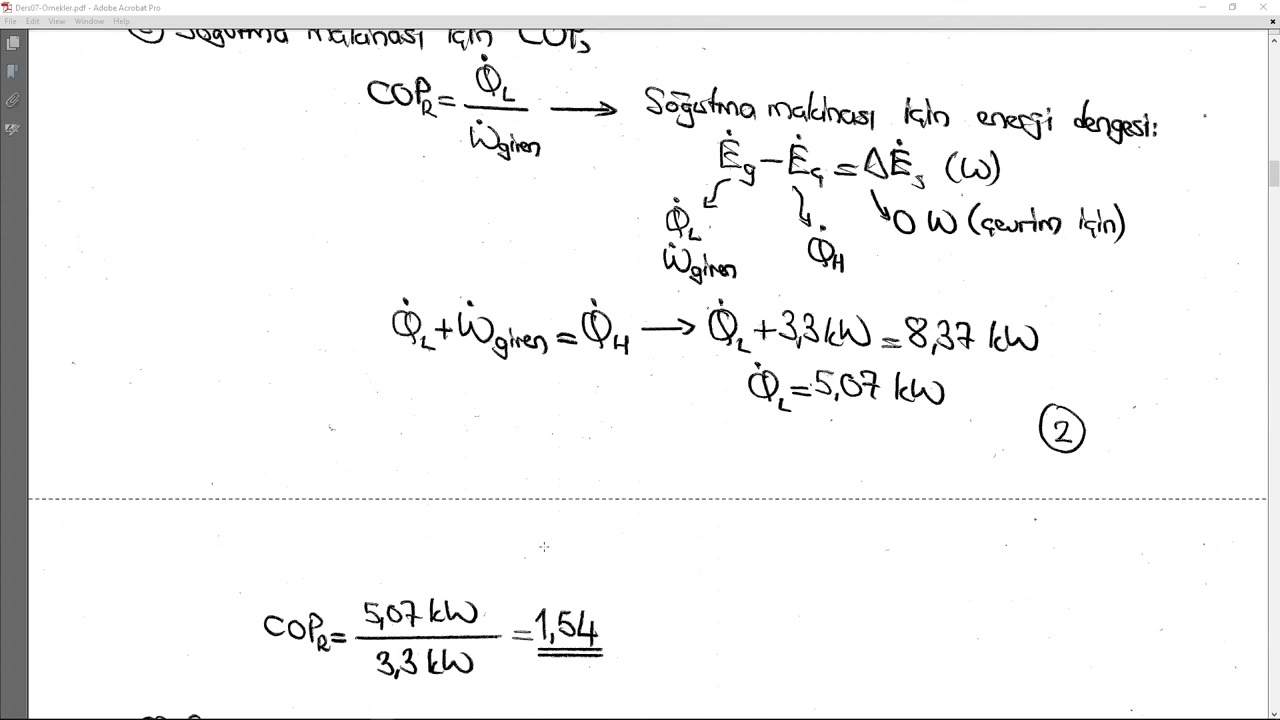 Ders07-Ornekler.pdf - Adobe Acrobat Pro
File Edit View Window Help
Soğutma makinası için COP,
COP_R = Q̇_L / Ẇ_giren → Soğutma makinası için enerji dengesi:
Ė_g − Ė_ç = ΔĖ_s (W)
Q̇_L Ẇ_giren Q̇_H 0 W (çevrim için)
Q̇_L + Ẇ_giren = Q̇_H → Q̇_L + 3,3 kW = 8,37 kW
Q̇_L = 5,07 kW
2
COP_R = 5,07 kW / 3,3 kW = 1,54